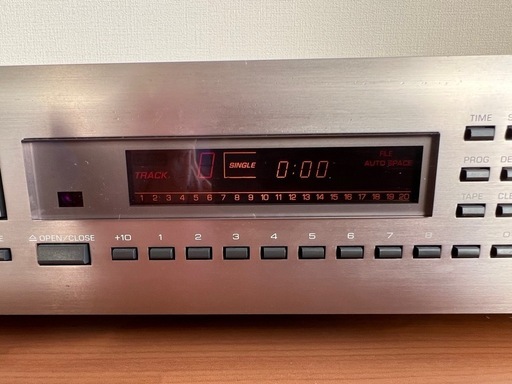 TIME
FLZ
TRACK 0 SINGLE 0:00 AUTO SPACE
PROG
1 2 3 4 5 6 7 8 9 10 11 12 13 14 15 16 17 18 19 20
TAPE
OPEN/CLOSE +10 1 2 3 4 5 6 7 8